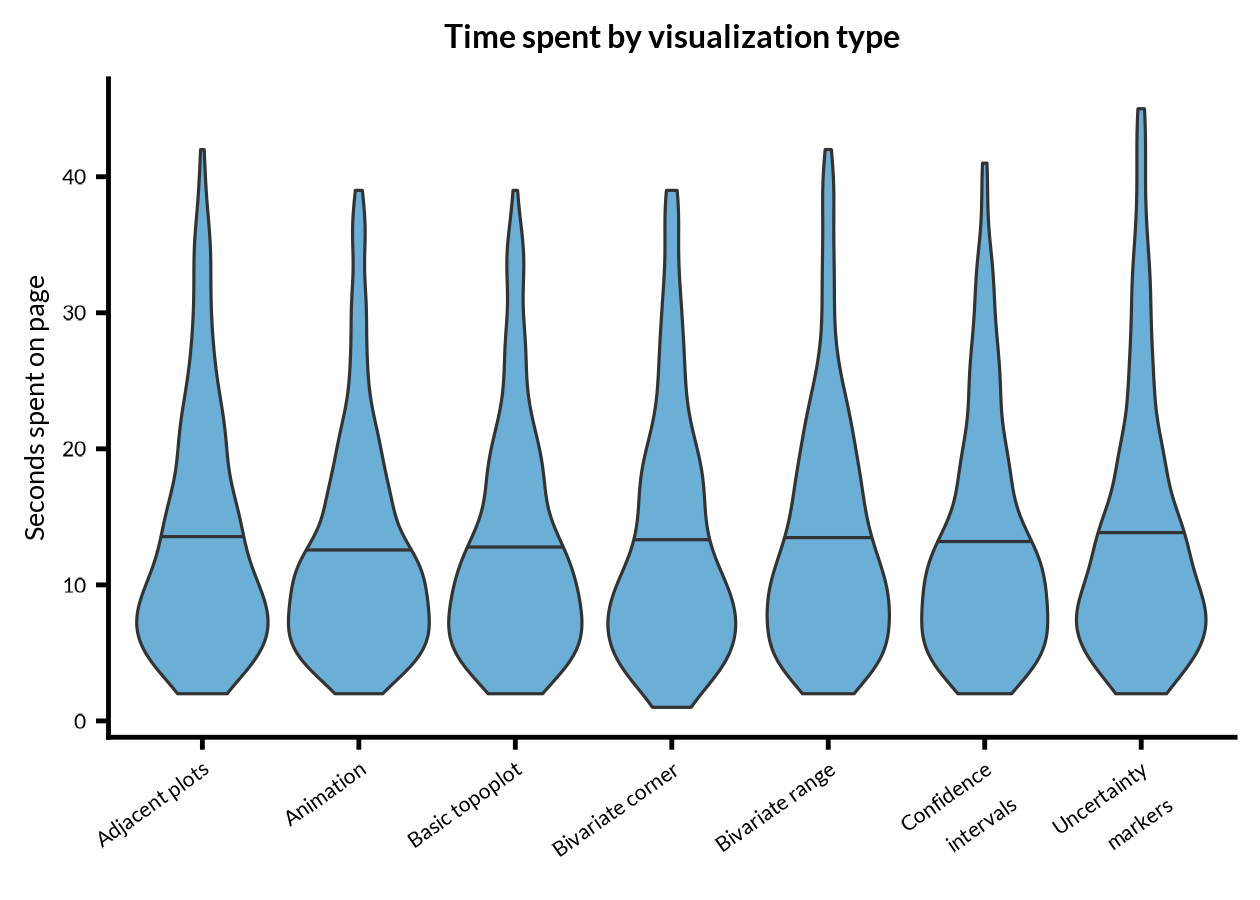 Time spent by visualization type
Seconds spent on page
40
30
20
10
0
Adjacent plots
Animation
Basic topoplot
Bivariate corner
Bivariate range
Confidence
intervals
Uncertainty
markers